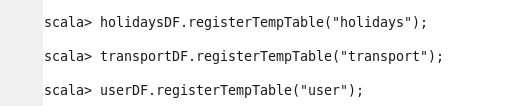 scala> holidaysDF.registerTempTable("holidays");
scala> transportDF.registerTempTable("transport");
scala> userDF.registerTempTable("user");